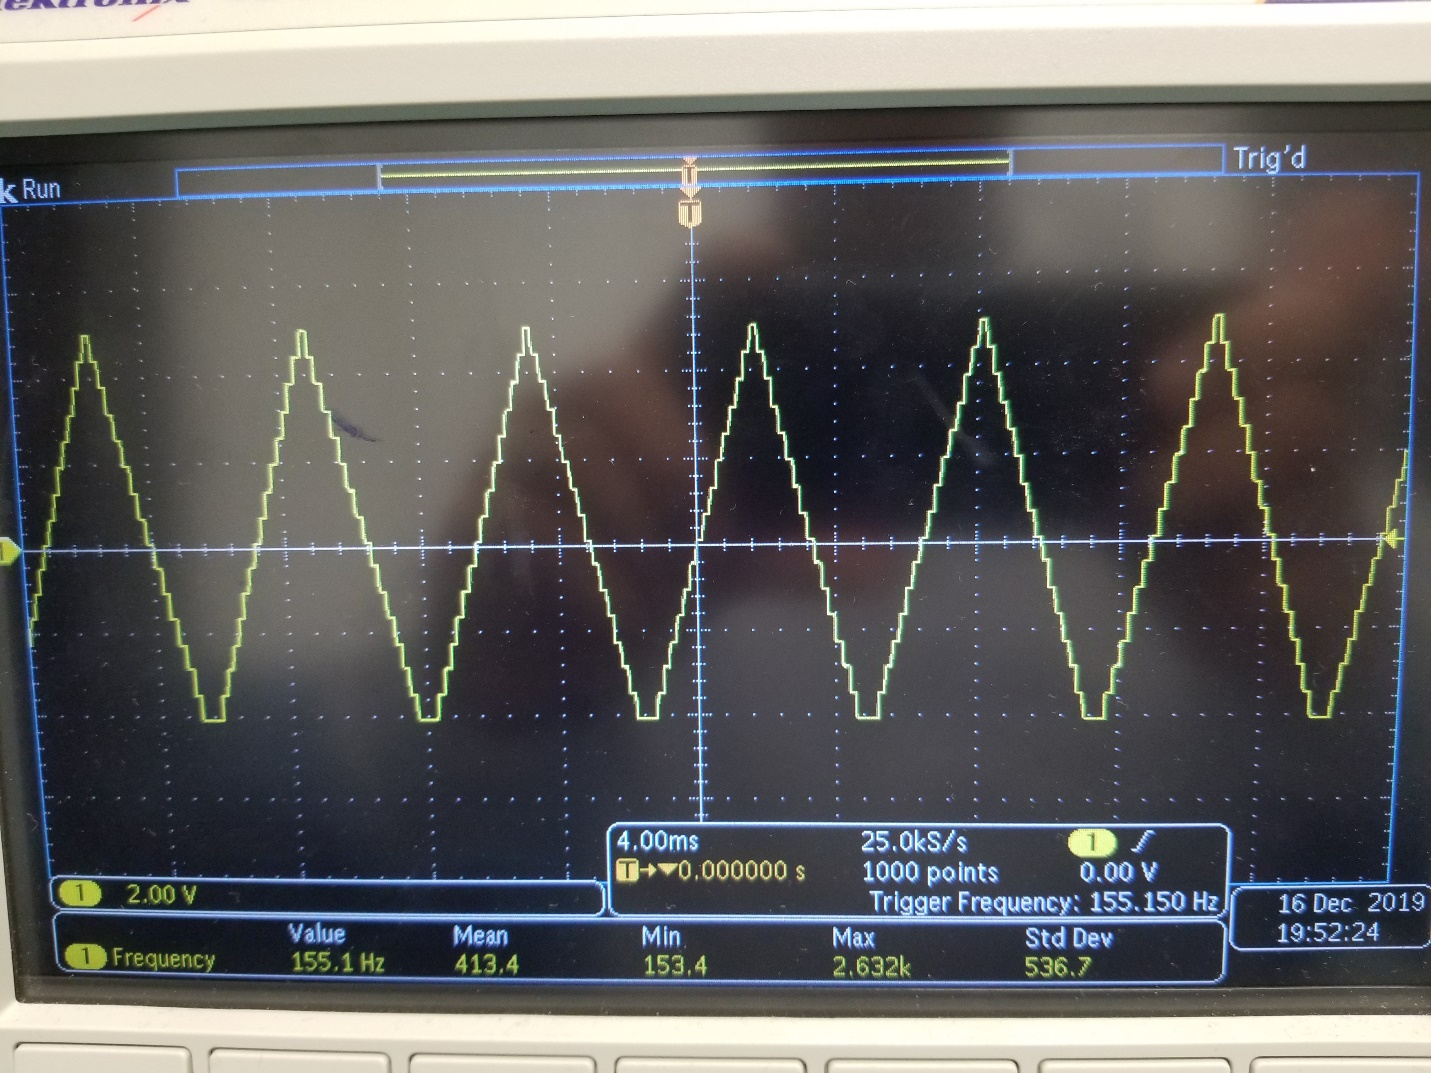 k Run
Trig'd
T
T
1
4.00ms 25.0kS/s 1
T→▼0.000000 s 1000 points 0.00 V
Trigger Frequency: 155.150 Hz
1 2.00 V
16 Dec 2019
19:52:24
Value Mean Min Max Std Dev
1 Frequency 155.1 Hz 413.4 153.4 2.632k 536.7